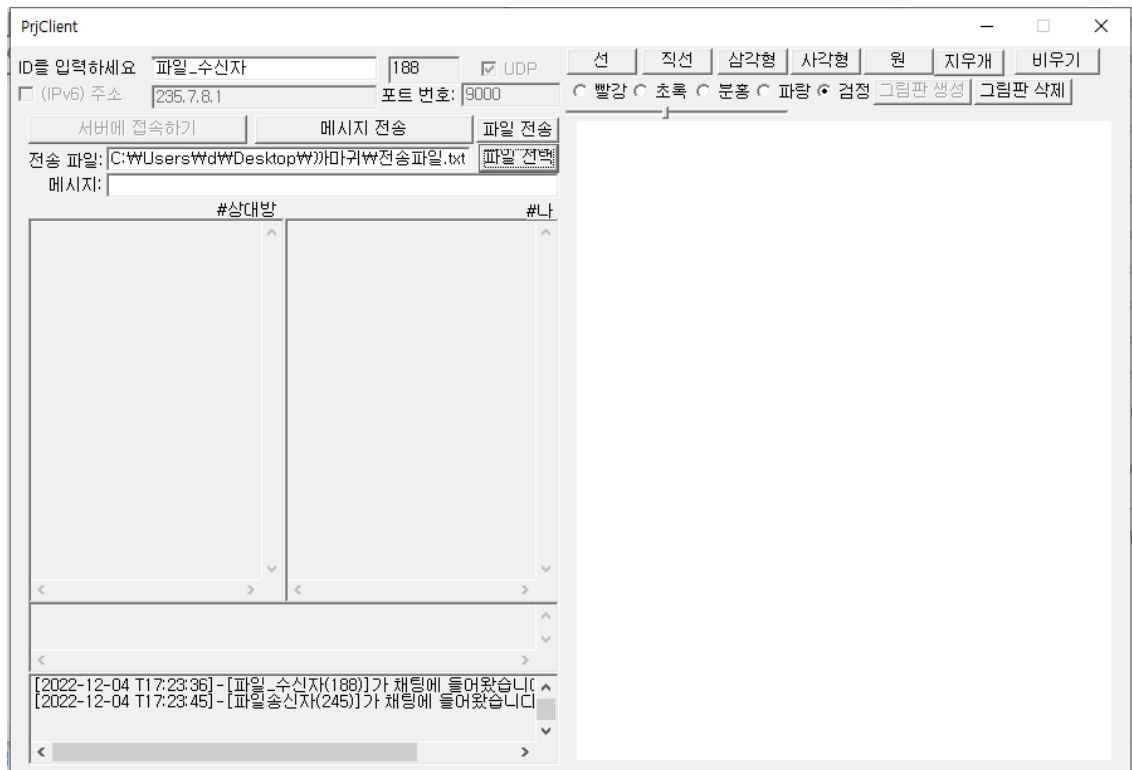 PrjClient
ID를 입력하세요 파일_수신자 188 UDP
(IPv6) 주소 235.7.8.1 포트 번호: 9000
서버에 접속하기 메시지 전송 파일 전송
전송 파일: C:₩Users₩d₩Desktop₩까마귀₩전송파일.txt 파일 선택
메시지:
#상대방 #나
[2022-12-04 T17:23:36]-[파일_수신자(188)]가 채팅에 들어왔습니
[2022-12-04 T17:23:45]-[파일송신자(245)]가 채팅에 들어왔습니다
선 직선 삼각형 사각형 원 지우개 비우기
빨강 초록 분홍 파랑 검정 그림판 생성 그림판 삭제